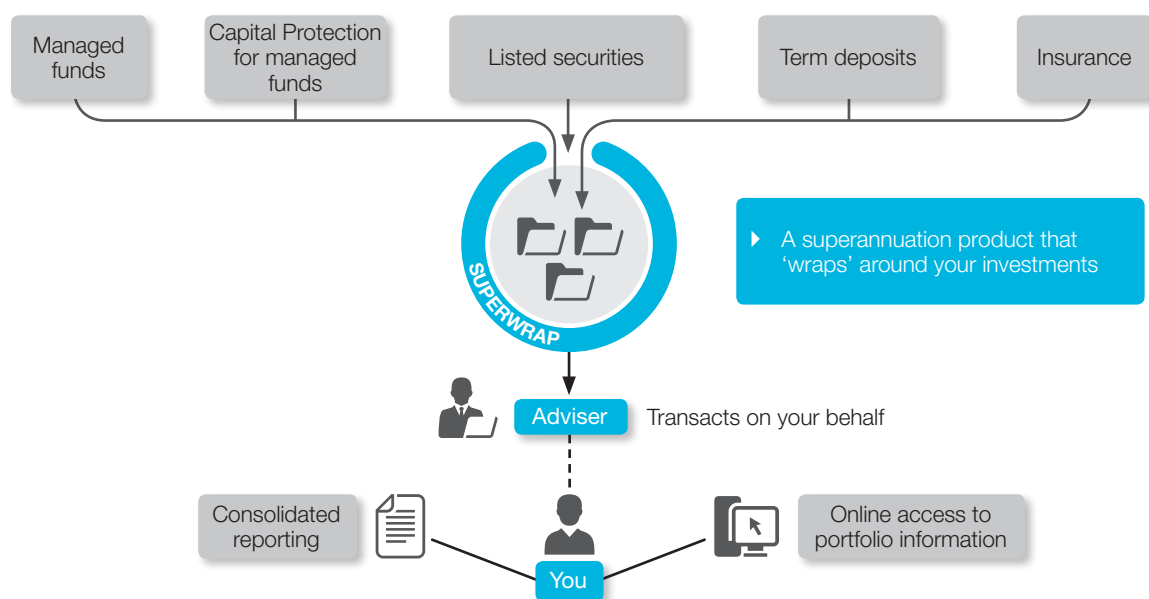 Managed
funds
Capital Protection
for managed
funds
Listed securities
Term deposits
Insurance
SUPERWRAP
A superannuation product that
‘wraps’ around your investments
Adviser
Transacts on your behalf
Consolidated
reporting
You
Online access to
portfolio information